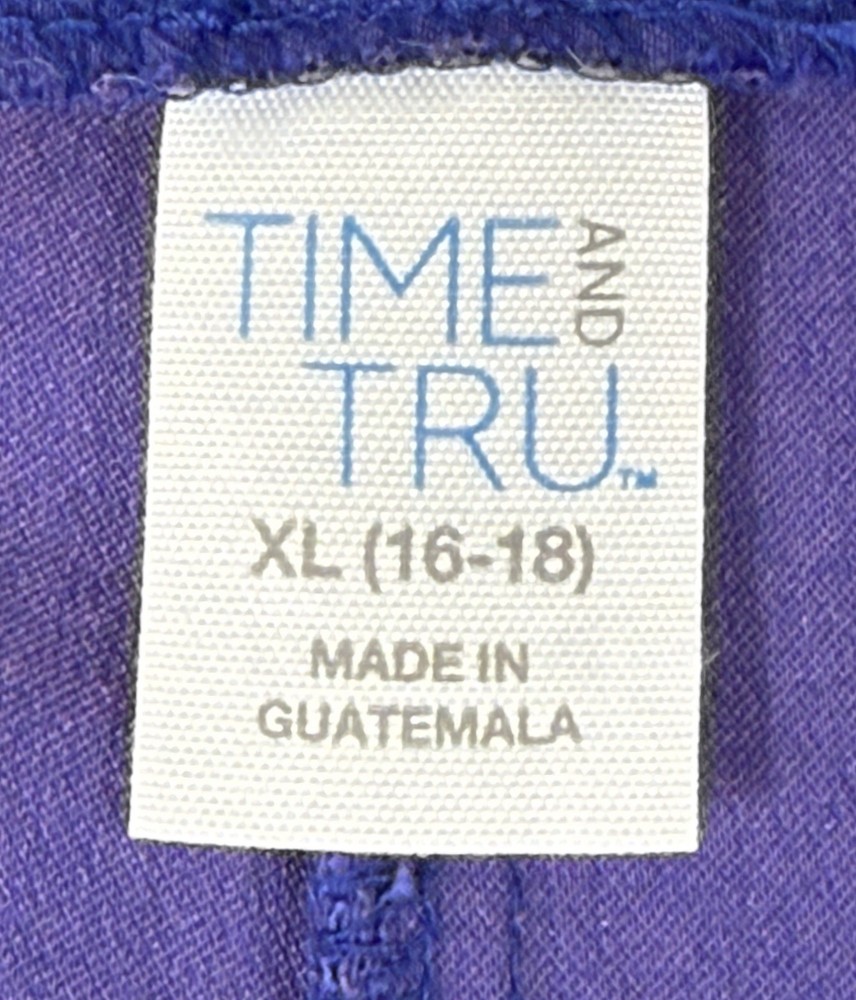 TIME AND
TRU™
XL (16-18)
MADE IN
GUATEMALA